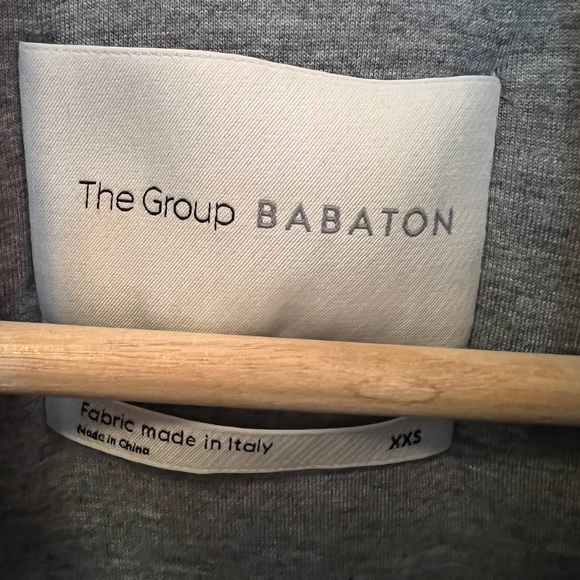 The Group BABATON
Fabric made in Italy
Made in China
XXS